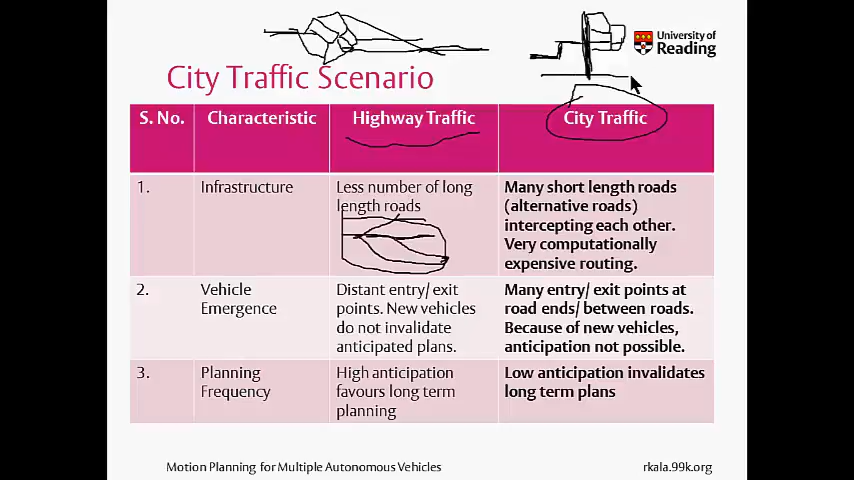 University of
Reading
City Traffic Scenario
S. No. Characteristic Highway Traffic City Traffic
1. Infrastructure Less number of long
length roads
Many short length roads
(alternative roads)
intercepting each other.
Very computationally
expensive routing.
2. Vehicle
Emergence
Distant entry/ exit
points. New vehicles
do not invalidate
anticipated plans.
Many entry/ exit points at
road ends/ between roads.
Because of new vehicles,
anticipation not possible.
3. Planning
Frequency
High anticipation
favours long term
planning
Low anticipation invalidates
long term plans
Motion Planning for Multiple Autonomous Vehicles
rkala.99k.org